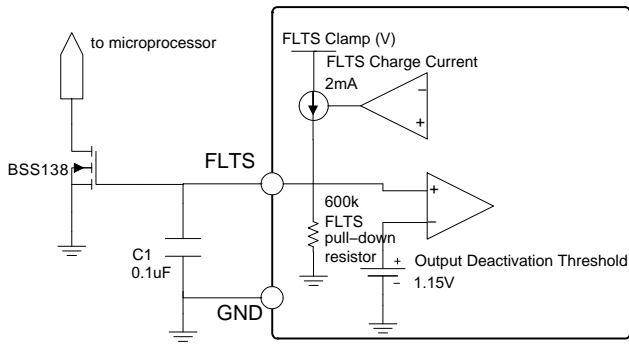 to microprocessor
FLTS Clamp (V)
FLTS Charge Current
2mA
−
+
BSS138
FLTS
600k
FLTS
pull−down
resistor
+
−
C1
0.1uF
+
−
Output Deactivation Threshold
1.15V
GND